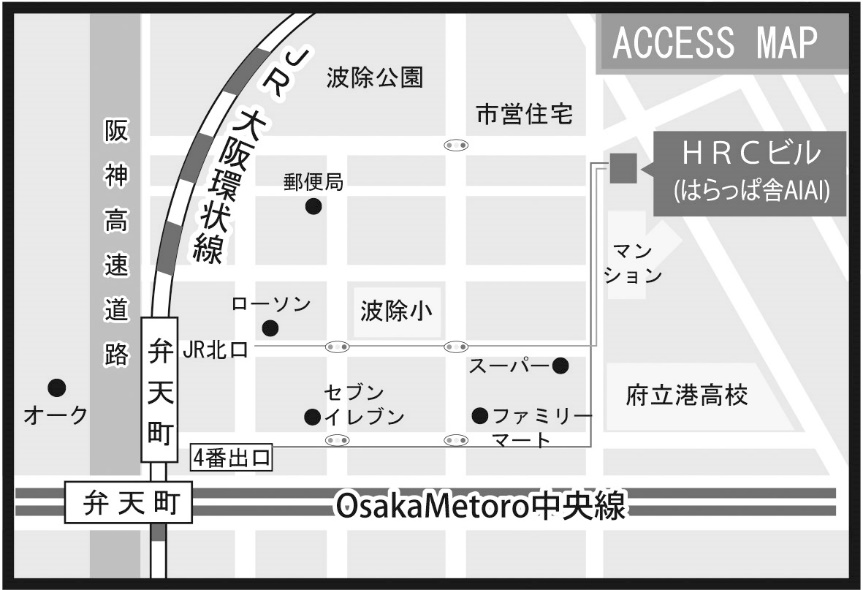 ACCESS MAP
波除公園
市営住宅
HRCビル
(はらっぱ舎AIAI)
JR大阪環状線
阪神高速道路
郵便局
マン
ション
ローソン
波除小
JR北口
弁天町
スーパー
オーク
セブン
イレブン
ファミリー
マート
府立港高校
4番出口
弁天町
OsakaMetoro中央線